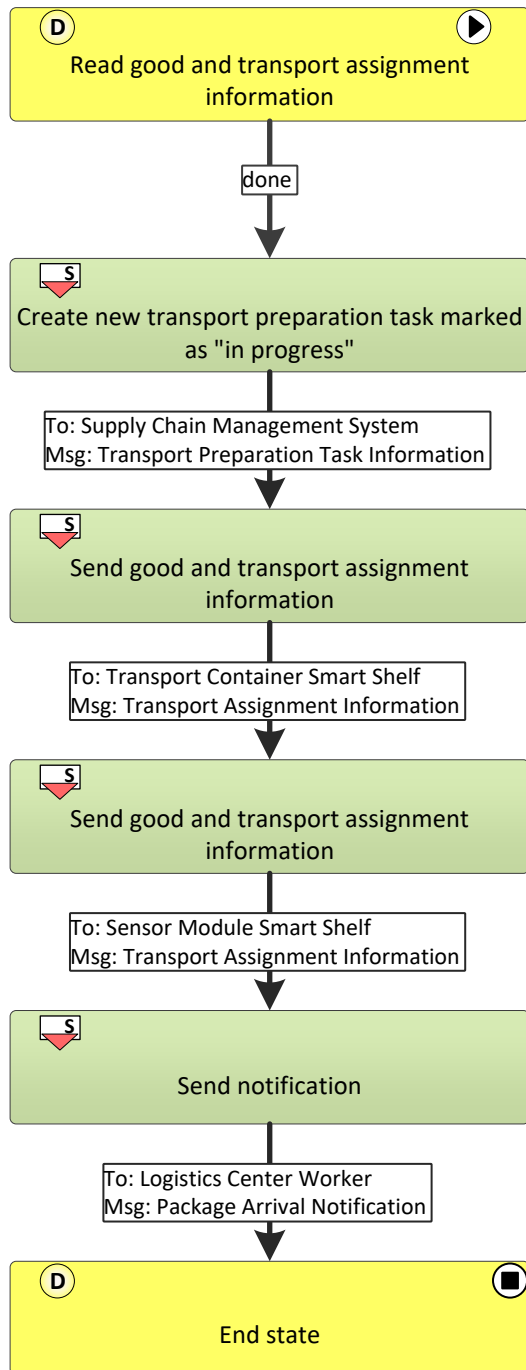 D
Read good and transport assignment
information
done
S
Create new transport preparation task marked
as "in progress"
To: Supply Chain Management System
Msg: Transport Preparation Task Information
S
Send good and transport assignment
information
To: Transport Container Smart Shelf
Msg: Transport Assignment Information
S
Send good and transport assignment
information
To: Sensor Module Smart Shelf
Msg: Transport Assignment Information
S
Send notification
To: Logistics Center Worker
Msg: Package Arrival Notification
D
End state